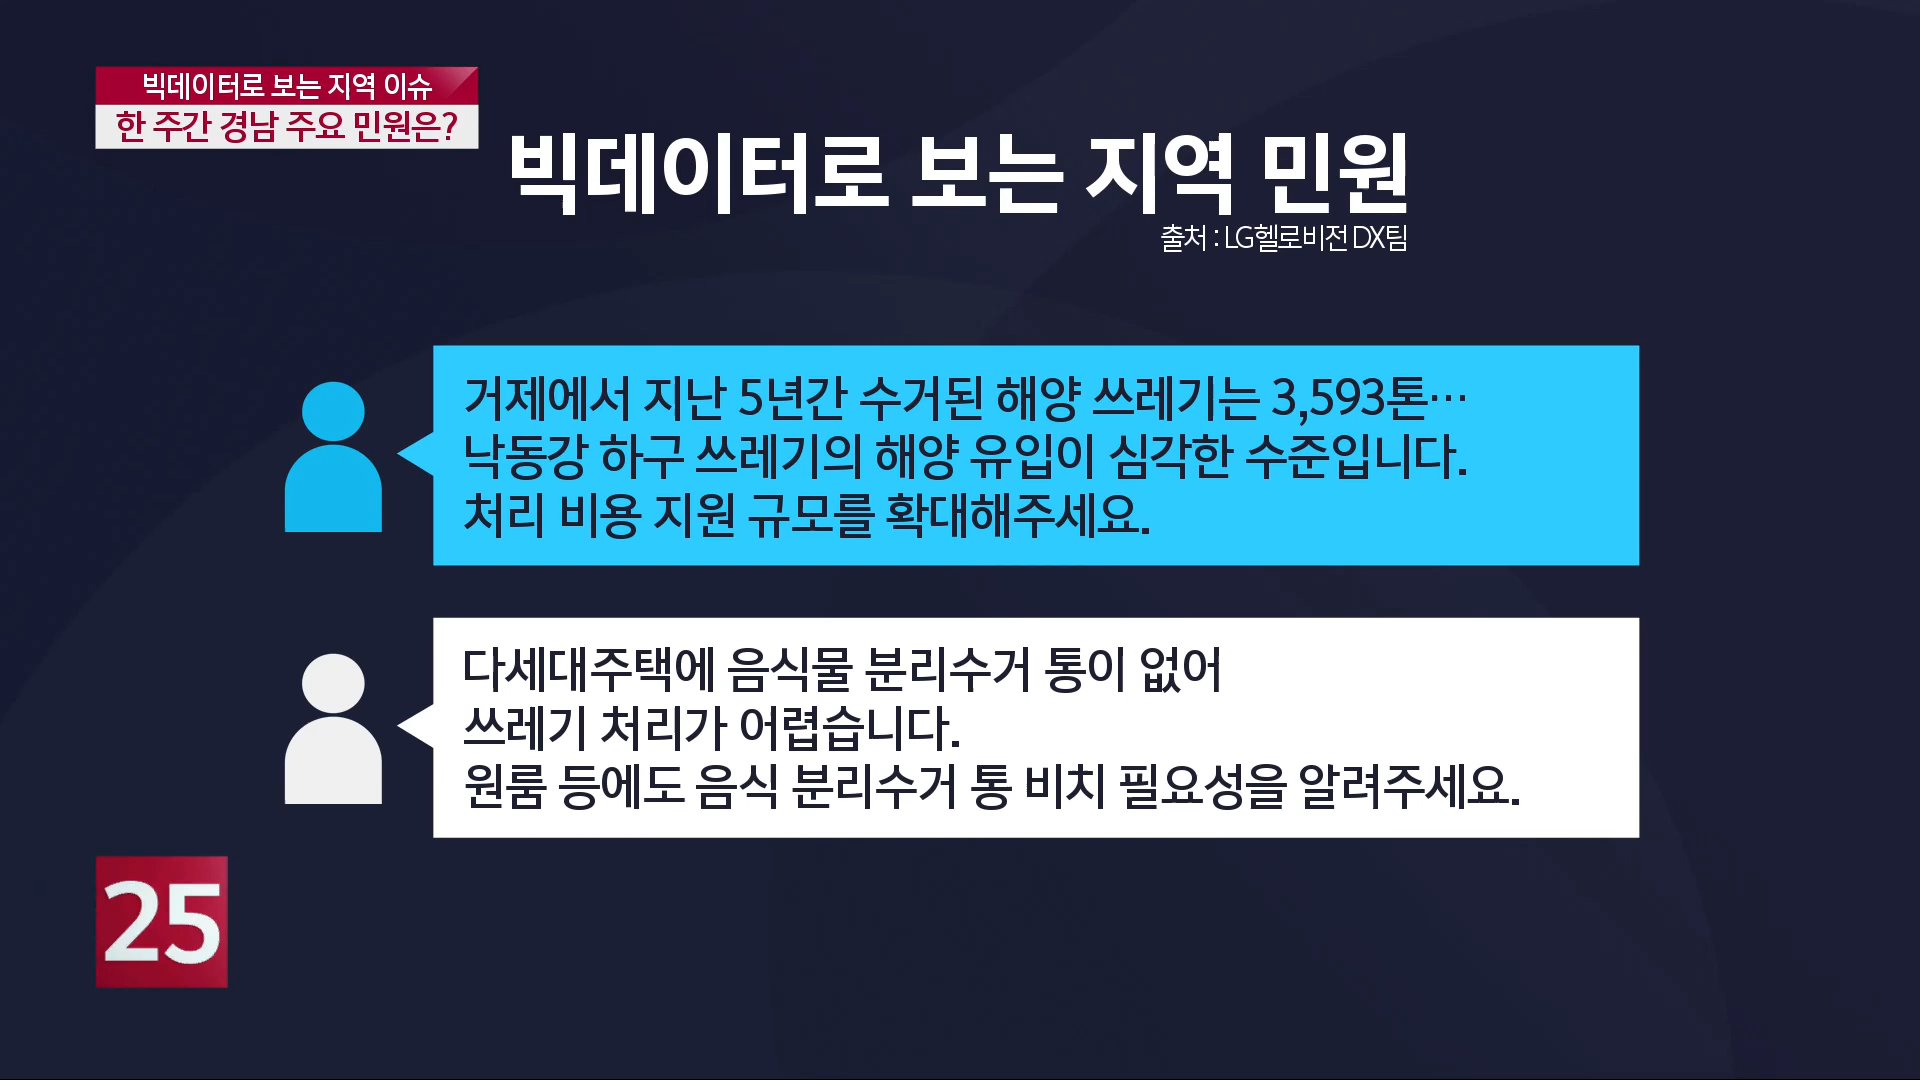 빅데이터로 보는 지역 이슈
한 주간 경남 주요 민원은?
빅데이터로 보는 지역 민원
출처 : LG헬로비전 DX팀
거제에서 지난 5년간 수거된 해양 쓰레기는 3,593톤…
낙동강 하구 쓰레기의 해양 유입이 심각한 수준입니다.
처리 비용 지원 규모를 확대해주세요.
다세대주택에 음식물 분리수거 통이 없어
쓰레기 처리가 어렵습니다.
원룸 등에도 음식 분리수거 통 비치 필요성을 알려주세요.
25